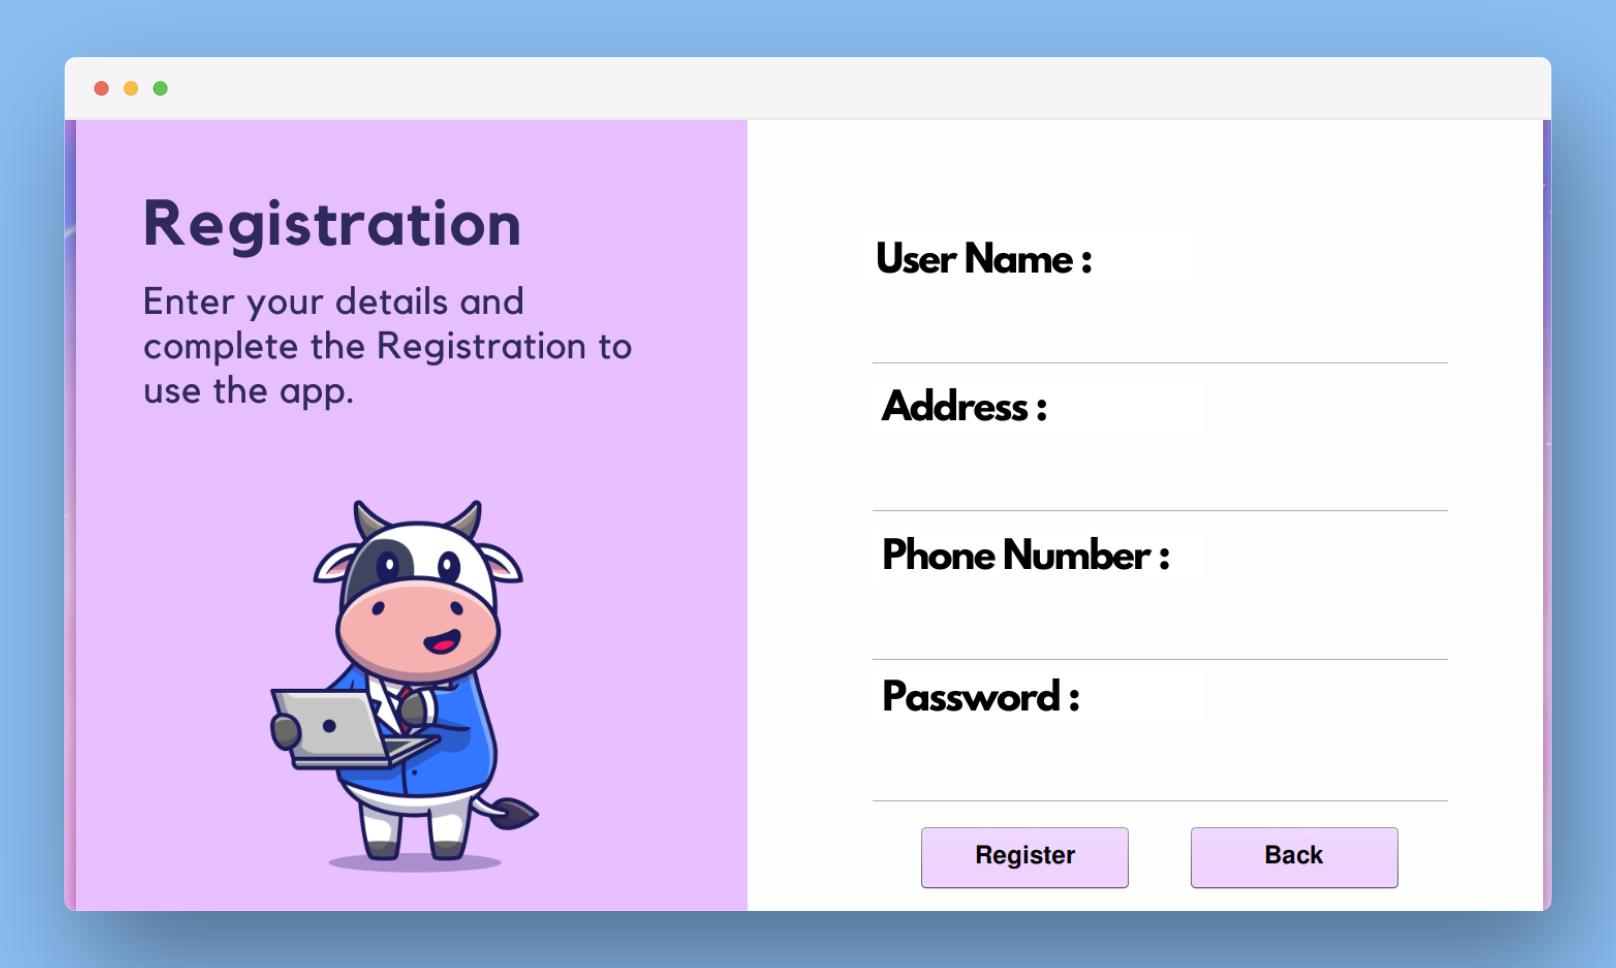 Registration
Enter your details and
complete the Registration to
use the app.
User Name :
Address :
Phone Number :
Password :
Register
Back